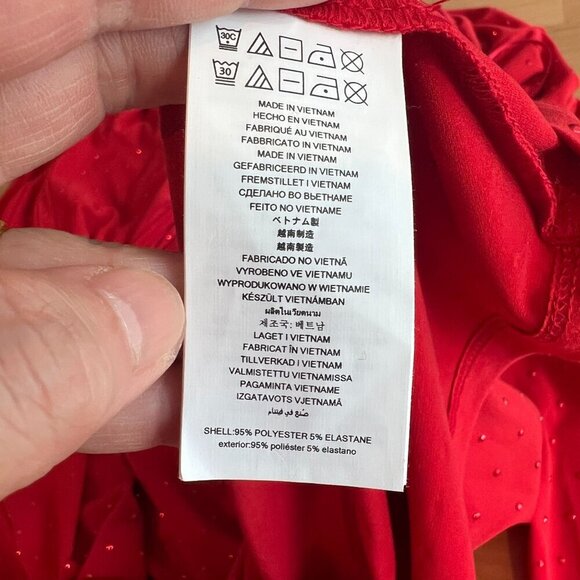 30C
30
MADE IN VIETNAM
HECHO EN VIETNAM
FABRIQUÉ AU VIETNAM
FABBRICATO IN VIETNAM
MADE IN VIETNAM
GEFABRICEERD IN VIETNAM
FREMSTILLET I VIETNAM
СДЕЛАНО ВО ВЬЕТНАМЕ
FEITO NO VIETNAME
ベトナム製
越南制造
越南製造
FABRICADO NO VIETNÃ
VYROBENO VE VIETNAMU
WYPRODUKOWANO W WIETNAMIE
KÉSZÜLT VIETNÁMBAN
ผลิตในเวียดนาม
제조국: 베트남
LAGET I VIETNAM
FABRICAT ÎN VIETNAM
TILLVERKAD I VIETNAM
VALMISTETTU VIETNAMISSA
PAGAMINTA VIETNAME
IZGATAVOTS VJETNAMĀ
صُنع في فيتنام
SHELL:95% POLYESTER 5% ELASTANE
exterior:95% poliéster 5% elastano